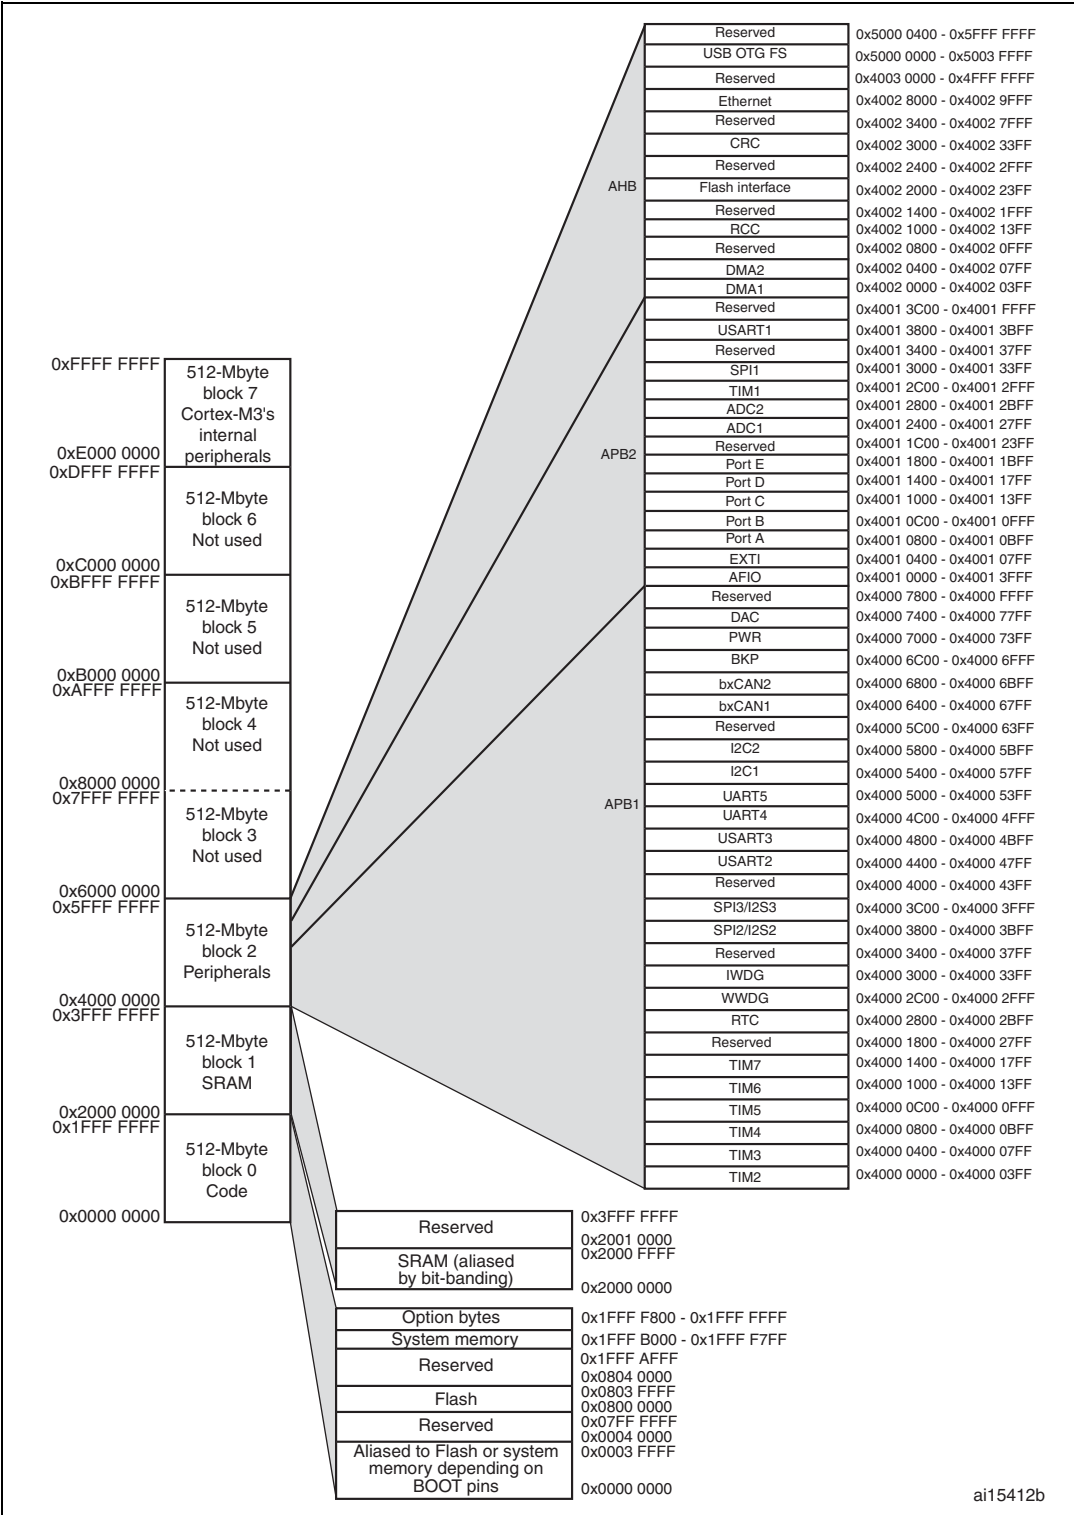 Reserved 0x5000 0400 - 0x5FFF FFFF
USB OTG FS 0x5000 0000 - 0x5003 FFFF
Reserved 0x4003 0000 - 0x4FFF FFFF
Ethernet 0x4002 8000 - 0x4002 9FFF
Reserved 0x4002 3400 - 0x4002 7FFF
CRC 0x4002 3000 - 0x4002 33FF
Reserved 0x4002 2400 - 0x4002 2FFF
AHB Flash interface 0x4002 2000 - 0x4002 23FF
Reserved 0x4002 1400 - 0x4002 1FFF
RCC 0x4002 1000 - 0x4002 13FF
Reserved 0x4002 0800 - 0x4002 0FFF
DMA2 0x4002 0400 - 0x4002 07FF
DMA1 0x4002 0000 - 0x4002 03FF
Reserved 0x4001 3C00 - 0x4001 FFFF
USART1 0x4001 3800 - 0x4001 3BFF
Reserved 0x4001 3400 - 0x4001 37FF
SPI1 0x4001 3000 - 0x4001 33FF
TIM1 0x4001 2C00 - 0x4001 2FFF
ADC2 0x4001 2800 - 0x4001 2BFF
ADC1 0x4001 2400 - 0x4001 27FF
Reserved 0x4001 1C00 - 0x4001 23FF
APB2 Port E 0x4001 1800 - 0x4001 1BFF
Port D 0x4001 1400 - 0x4001 17FF
Port C 0x4001 1000 - 0x4001 13FF
Port B 0x4001 0C00 - 0x4001 0FFF
Port A 0x4001 0800 - 0x4001 0BFF
EXTI 0x4001 0400 - 0x4001 07FF
AFIO 0x4001 0000 - 0x4001 3FFF
Reserved 0x4000 7800 - 0x4000 FFFF
DAC 0x4000 7400 - 0x4000 77FF
PWR 0x4000 7000 - 0x4000 73FF
BKP 0x4000 6C00 - 0x4000 6FFF
bxCAN2 0x4000 6800 - 0x4000 6BFF
bxCAN1 0x4000 6400 - 0x4000 67FF
Reserved 0x4000 5C00 - 0x4000 63FF
I2C2 0x4000 5800 - 0x4000 5BFF
I2C1 0x4000 5400 - 0x4000 57FF
APB1 UART5 0x4000 5000 - 0x4000 53FF
UART4 0x4000 4C00 - 0x4000 4FFF
USART3 0x4000 4800 - 0x4000 4BFF
USART2 0x4000 4400 - 0x4000 47FF
Reserved 0x4000 4000 - 0x4000 43FF
SPI3/I2S3 0x4000 3C00 - 0x4000 3FFF
SPI2/I2S2 0x4000 3800 - 0x4000 3BFF
Reserved 0x4000 3400 - 0x4000 37FF
IWDG 0x4000 3000 - 0x4000 33FF
WWDG 0x4000 2C00 - 0x4000 2FFF
RTC 0x4000 2800 - 0x4000 2BFF
Reserved 0x4000 1800 - 0x4000 27FF
TIM7 0x4000 1400 - 0x4000 17FF
TIM6 0x4000 1000 - 0x4000 13FF
TIM5 0x4000 0C00 - 0x4000 0FFF
TIM4 0x4000 0800 - 0x4000 0BFF
TIM3 0x4000 0400 - 0x4000 07FF
TIM2 0x4000 0000 - 0x4000 03FF
0xFFFF FFFF
512-Mbyte
block 7
Cortex-M3's
internal
peripherals
0xE000 0000
0xDFFF FFFF
512-Mbyte
block 6
Not used
0xC000 0000
0xBFFF FFFF
512-Mbyte
block 5
Not used
0xB000 0000
0xAFFF FFFF
512-Mbyte
block 4
Not used
0x8000 0000
0x7FFF FFFF
512-Mbyte
block 3
Not used
0x6000 0000
0x5FFF FFFF
512-Mbyte
block 2
Peripherals
0x4000 0000
0x3FFF FFFF
512-Mbyte
block 1
SRAM
0x2000 0000
0x1FFF FFFF
512-Mbyte
block 0
Code
0x0000 0000
0x3FFF FFFF
Reserved
0x2001 0000
0x2000 FFFF
SRAM (aliased
by bit-banding)
0x2000 0000
Option bytes 0x1FFF F800 - 0x1FFF FFFF
System memory 0x1FFF B000 - 0x1FFF F7FF
0x1FFF AFFF
Reserved
0x0804 0000
0x0803 FFFF
Flash
0x0800 0000
0x07FF FFFF
Reserved
0x0004 0000
0x0003 FFFF
Aliased to Flash or system
memory depending on
BOOT pins
0x0000 0000
ai15412b